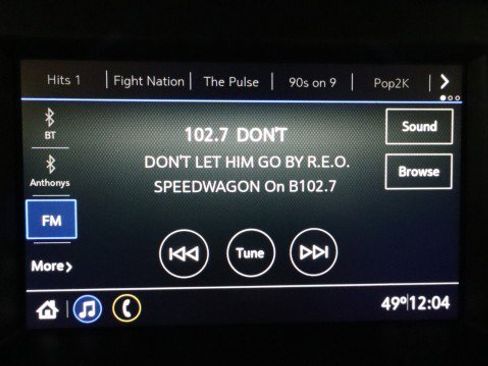 Hits 1 Fight Nation The Pulse 90s on 9 Pop2K
BT
Anthonys
FM
More
102.7 DON'T
DON'T LET HIM GO BY R.E.O.
SPEEDWAGON On B102.7
Sound
Browse
Tune
49º 12:04